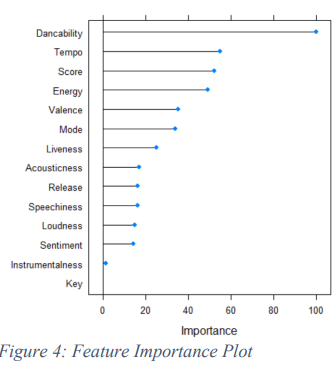 Dancability
Tempo
Score
Energy
Valence
Mode
Liveness
Acousticness
Release
Speechiness
Loudness
Sentiment
Instrumentalness
Key
0 20 40 60 80 100
Importance
Figure 4: Feature Importance Plot